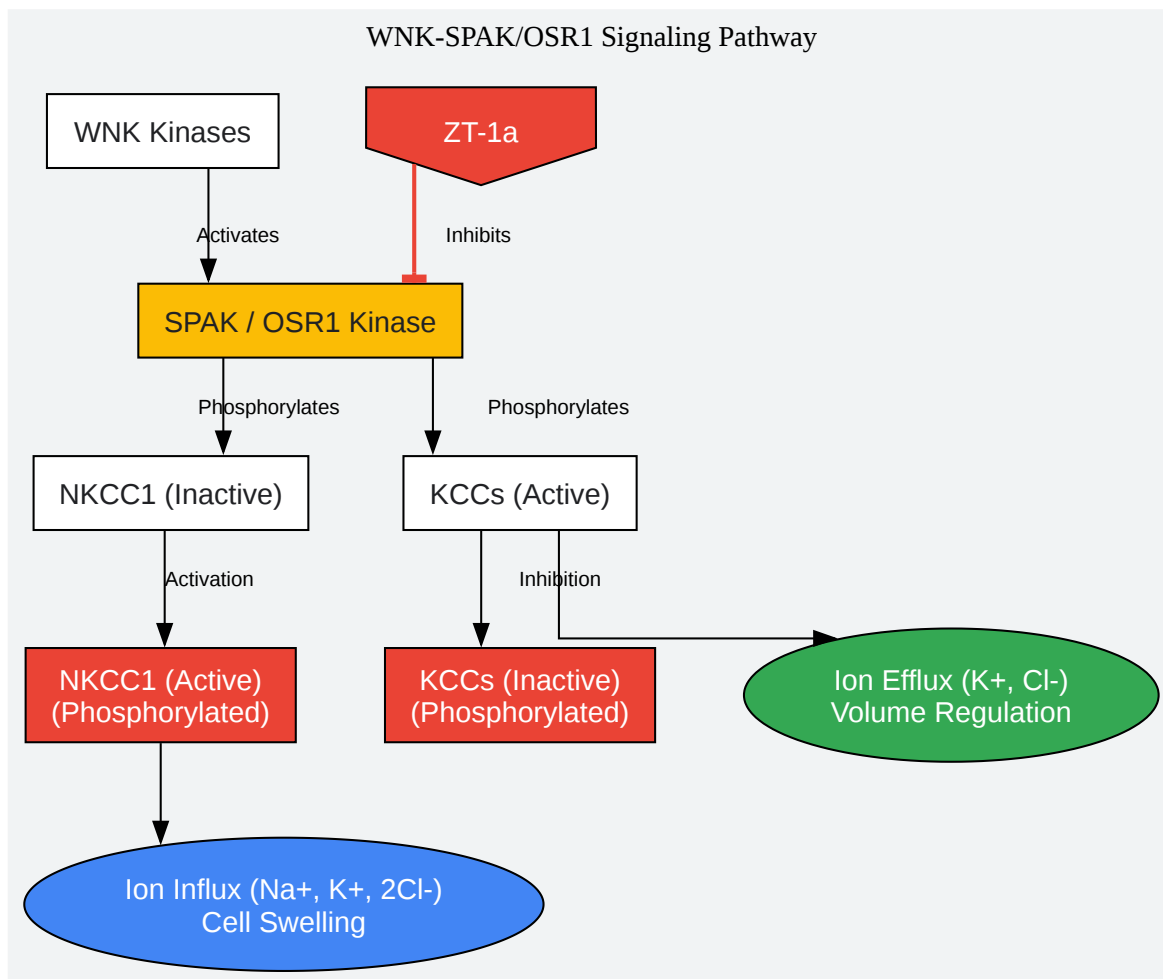 WNK-SPAK/OSR1 Signaling Pathway
WNK Kinases
ZT-1a
Activates
Inhibits
SPAK / OSR1 Kinase
Phosphorylates
Phosphorylates
NKCC1 (Inactive)
KCCs (Active)
Activation
Inhibition
NKCC1 (Active)
(Phosphorylated)
KCCs (Inactive)
(Phosphorylated)
Ion Efflux (K+, Cl-)
Volume Regulation
Ion Influx (Na+, K+, 2Cl-)
Cell Swelling